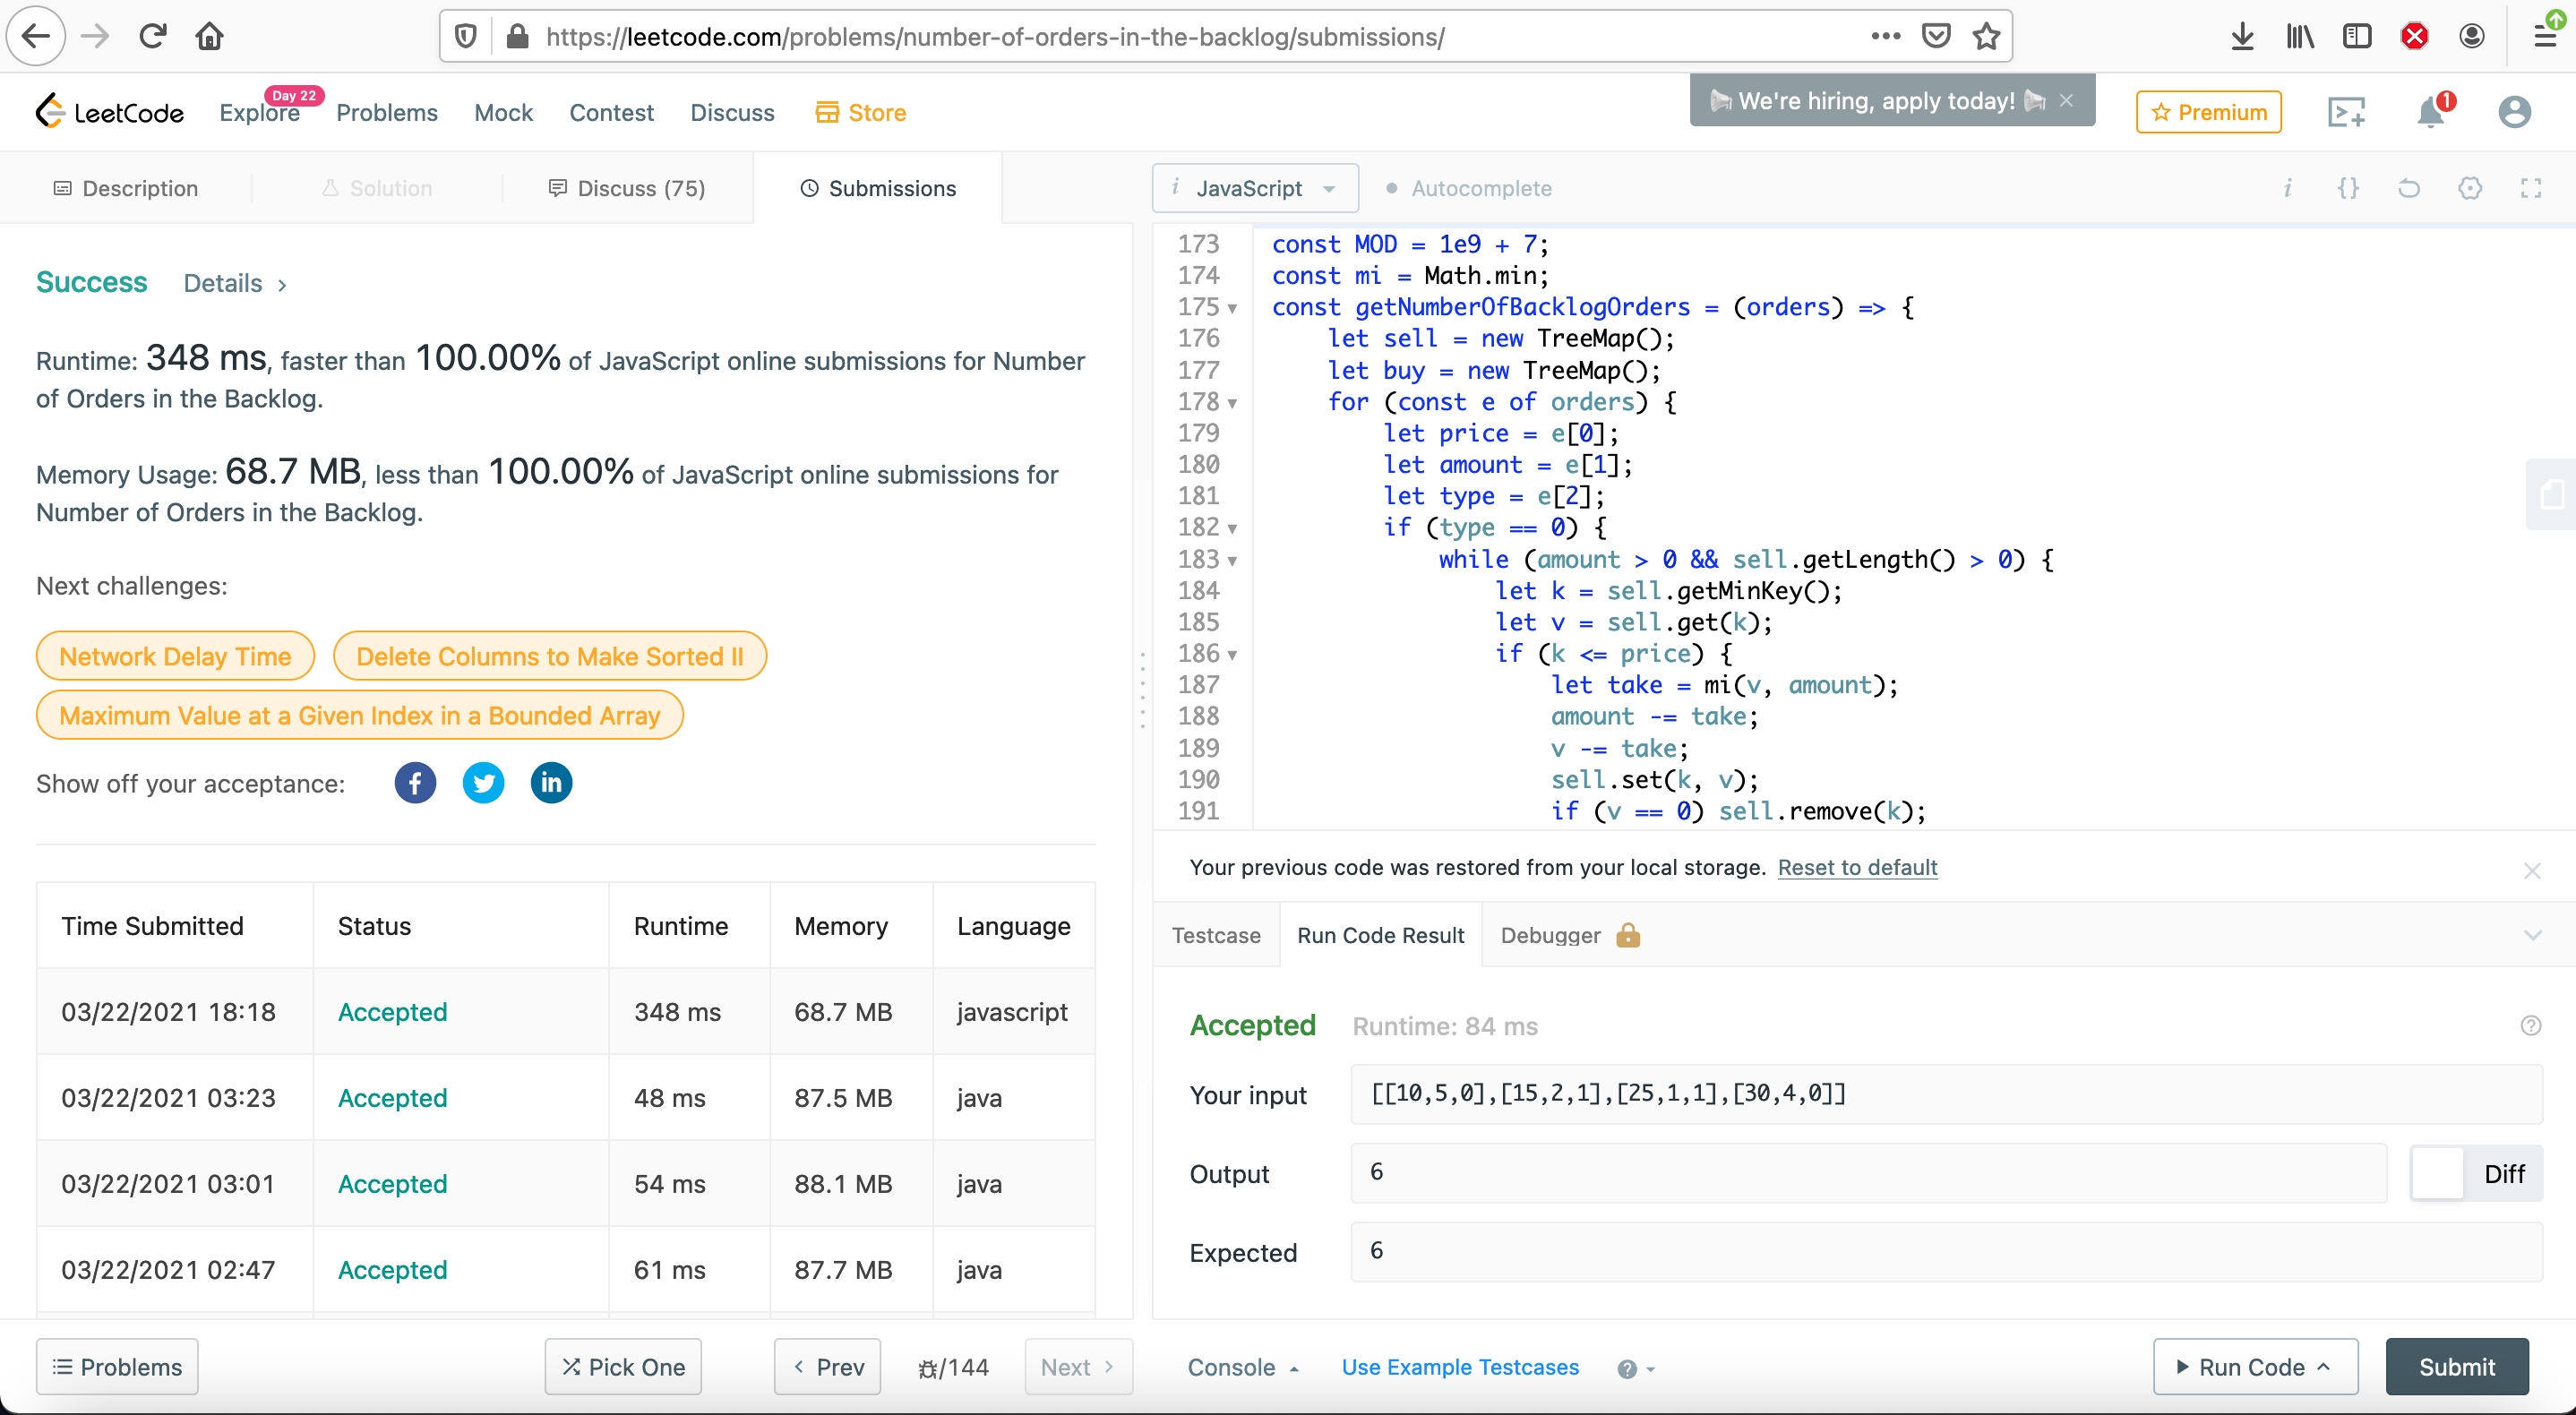 https://leetcode.com/problems/number-of-orders-in-the-backlog/submissions/
LeetCode
Explore
Day 22
Problems
Mock
Contest
Discuss
Store
We're hiring, apply today!
Premium
1
Description
Solution
Discuss (75)
Submissions
i JavaScript
Autocomplete
i {}
Success
Details >
Runtime: 348 ms, faster than 100.00% of JavaScript online submissions for Number
of Orders in the Backlog.
Memory Usage: 68.7 MB, less than 100.00% of JavaScript online submissions for
Number of Orders in the Backlog.
Next challenges:
Network Delay Time
Delete Columns to Make Sorted II
Maximum Value at a Given Index in a Bounded Array
Show off your acceptance:
Time Submitted Status Runtime Memory Language
03/22/2021 18:18 Accepted 348 ms 68.7 MB javascript
03/22/2021 03:23 Accepted 48 ms 87.5 MB java
03/22/2021 03:01 Accepted 54 ms 88.1 MB java
03/22/2021 02:47 Accepted 61 ms 87.7 MB java
173 const MOD = 1e9 + 7;
174 const mi = Math.min;
175 const getNumberOfBacklogOrders = (orders) => {
176 let sell = new TreeMap();
177 let buy = new TreeMap();
178 for (const e of orders) {
179 let price = e[0];
180 let amount = e[1];
181 let type = e[2];
182 if (type == 0) {
183 while (amount > 0 && sell.getLength() > 0) {
184 let k = sell.getMinKey();
185 let v = sell.get(k);
186 if (k <= price) {
187 let take = mi(v, amount);
188 amount -= take;
189 v -= take;
190 sell.set(k, v);
191 if (v == 0) sell.remove(k);
Your previous code was restored from your local storage. Reset to default
Testcase
Run Code Result
Debugger
Accepted Runtime: 84 ms
Your input [[10,5,0],[15,2,1],[25,1,1],[30,4,0]]
Output 6
Diff
Expected 6
Problems
Pick One
< Prev
/144
Next >
Console
Use Example Testcases
Run Code
Submit